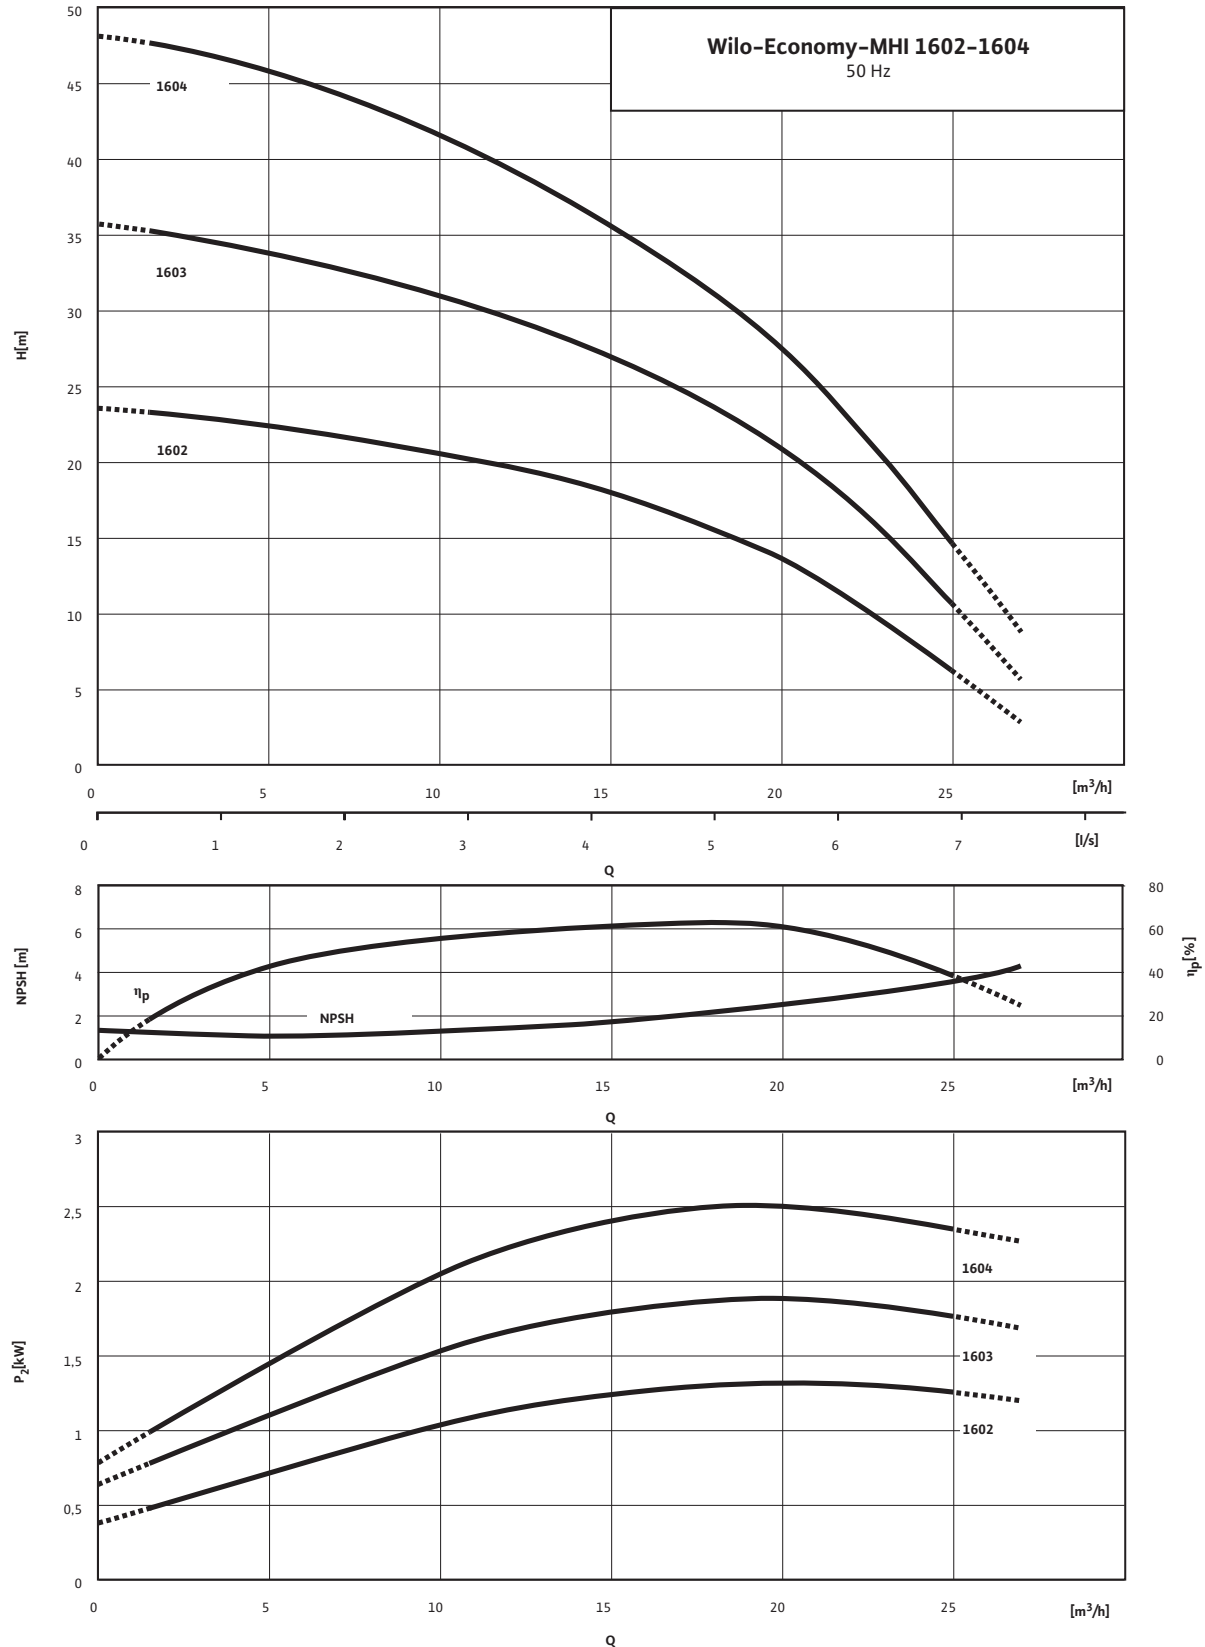 Wilo-Economy-MHI 1602-1604
50 Hz
50
45
40
35
30
25
20
15
10
5
0
H[m]
1604
1603
1602
0 5 10 15 20 25 [m³/h]
0 1 2 3 4 5 6 7 [l/s]
Q
8
6
4
2
0
NPSH [m]
ηp
NPSH
80
60
40
20
0
ηp[%]
0 5 10 15 20 25 [m³/h]
Q
3
2,5
2
1,5
1
0,5
0
P2[kW]
1604
1603
1602
0 5 10 15 20 25 [m³/h]
Q